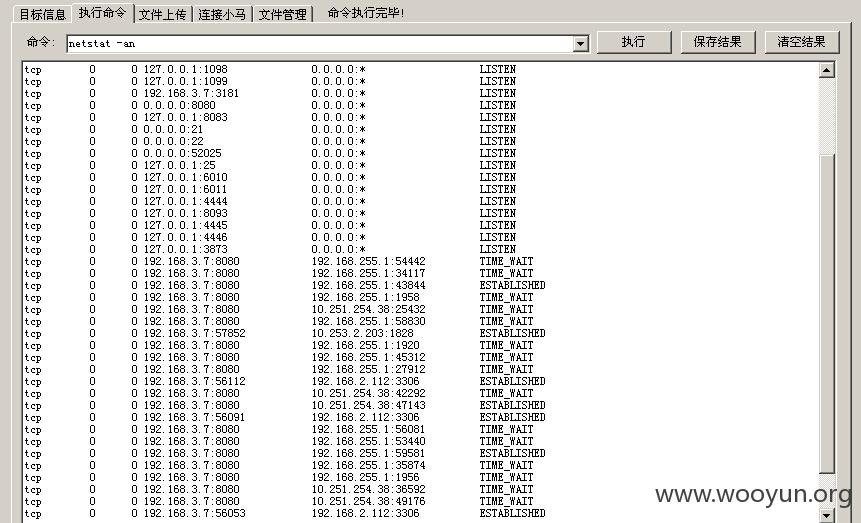 目标信息 执行命令 文件上传 连接小马 文件管理 命令执行完毕!
命令: netstat -an 执行 保存结果 清空结果
tcp 0 0 127.0.0.1:1098 0.0.0.0:* LISTEN
tcp 0 0 127.0.0.1:1099 0.0.0.0:* LISTEN
tcp 0 0 192.168.3.7:3181 0.0.0.0:* LISTEN
tcp 0 0 0.0.0.0:8080 0.0.0.0:* LISTEN
tcp 0 0 127.0.0.1:8083 0.0.0.0:* LISTEN
tcp 0 0 0.0.0.0:21 0.0.0.0:* LISTEN
tcp 0 0 0.0.0.0:22 0.0.0.0:* LISTEN
tcp 0 0 0.0.0.0:52025 0.0.0.0:* LISTEN
tcp 0 0 127.0.0.1:25 0.0.0.0:* LISTEN
tcp 0 0 127.0.0.1:6010 0.0.0.0:* LISTEN
tcp 0 0 127.0.0.1:6011 0.0.0.0:* LISTEN
tcp 0 0 127.0.0.1:4444 0.0.0.0:* LISTEN
tcp 0 0 127.0.0.1:8093 0.0.0.0:* LISTEN
tcp 0 0 127.0.0.1:4445 0.0.0.0:* LISTEN
tcp 0 0 127.0.0.1:4446 0.0.0.0:* LISTEN
tcp 0 0 127.0.0.1:3873 0.0.0.0:* LISTEN
tcp 0 0 192.168.3.7:8080 192.168.255.1:54442 TIME_WAIT
tcp 0 0 192.168.3.7:8080 192.168.255.1:34117 TIME_WAIT
tcp 0 0 192.168.3.7:8080 192.168.255.1:43844 ESTABLISHED
tcp 0 0 192.168.3.7:8080 192.168.255.1:1958 TIME_WAIT
tcp 0 0 192.168.3.7:8080 10.251.254.38:25432 TIME_WAIT
tcp 0 0 192.168.3.7:8080 192.168.255.1:58830 TIME_WAIT
tcp 0 0 192.168.3.7:57852 10.253.2.203:1828 ESTABLISHED
tcp 0 0 192.168.3.7:8080 192.168.255.1:1920 TIME_WAIT
tcp 0 0 192.168.3.7:8080 192.168.255.1:45312 TIME_WAIT
tcp 0 0 192.168.3.7:8080 192.168.255.1:27912 TIME_WAIT
tcp 0 0 192.168.3.7:56112 192.168.2.112:3306 ESTABLISHED
tcp 0 0 192.168.3.7:8080 10.251.254.38:42292 TIME_WAIT
tcp 0 0 192.168.3.7:8080 10.251.254.38:47143 ESTABLISHED
tcp 0 0 192.168.3.7:56091 192.168.2.112:3306 ESTABLISHED
tcp 0 0 192.168.3.7:8080 192.168.255.1:56081 TIME_WAIT
tcp 0 0 192.168.3.7:8080 192.168.255.1:53440 TIME_WAIT
tcp 0 0 192.168.3.7:8080 192.168.255.1:59581 ESTABLISHED
tcp 0 0 192.168.3.7:8080 192.168.255.1:35874 TIME_WAIT
tcp 0 0 192.168.3.7:8080 192.168.255.1:1956 TIME_WAIT
tcp 0 0 192.168.3.7:8080 10.251.254.38:36592 TIME_WAIT
tcp 0 0 192.168.3.7:8080 10.251.254.38:49176 TIME_WAIT
tcp 0 0 192.168.3.7:56053 192.168.2.112:3306 ESTABLISHED
www.wooyun.org